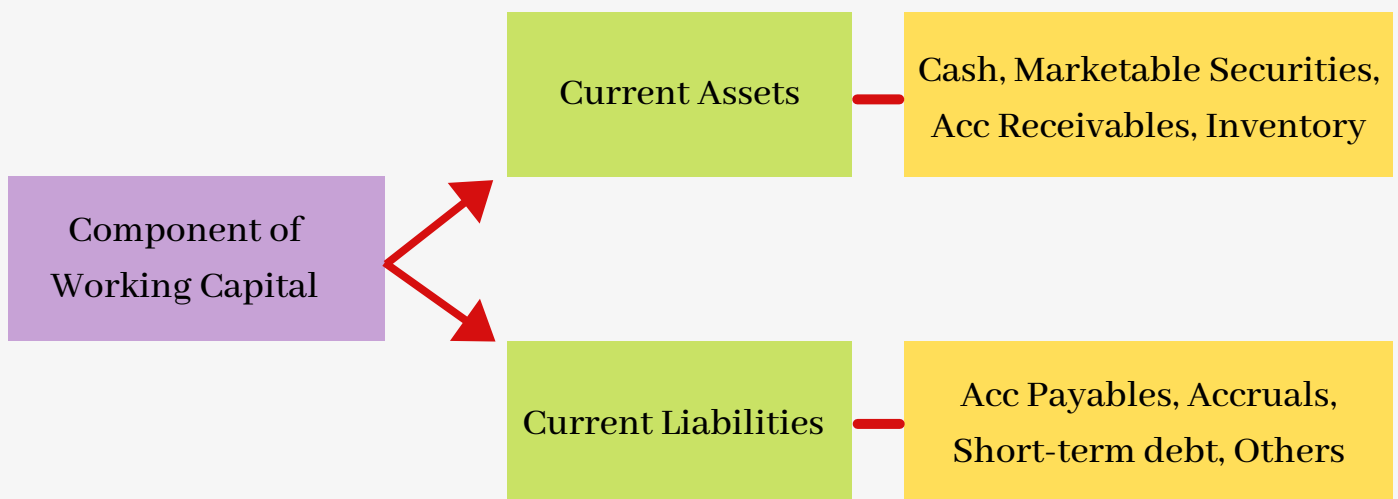 Component of
Working Capital
Current Assets
Cash, Marketable Securities,
Acc Receivables, Inventory
Current Liabilities
Acc Payables, Accruals,
Short-term debt, Others